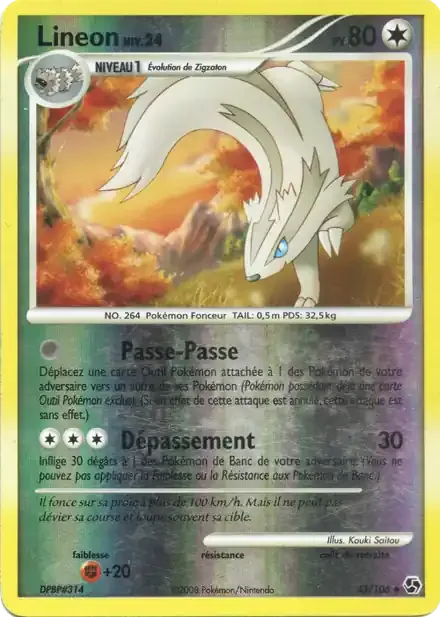 Lineon NIV.24 PV 80
NIVEAU 1 Évolution de Zigzaton
NO. 264 Pokémon Fonceur TAIL: 0,5 m PDS: 32,5 kg
Passe-Passe
Déplacez une carte Outil Pokémon attachée à 1 des Pokémon de votre
adversaire vers un autre de ses Pokémon (Pokémon possédant déjà une carte
Outil Pokémon exclus). (Si un effet de cette attaque est annulé, cette attaque est
sans effet.)
Dépassement 30
Inflige 30 dégâts à 1 des Pokémon de Banc de votre adversaire. (Vous ne
pouvez pas appliquer la Faiblesse ou la Résistance aux Pokémon de Banc.)
Il fonce sur sa proie à plus de 100 km/h. Mais il ne peut pas
dévier sa course et loupe souvent sa cible.
Illus. Kouki Saitou
faiblesse résistance coût de retraite
+20
DPBP#314 ©2008 Pokémon/Nintendo 43/106